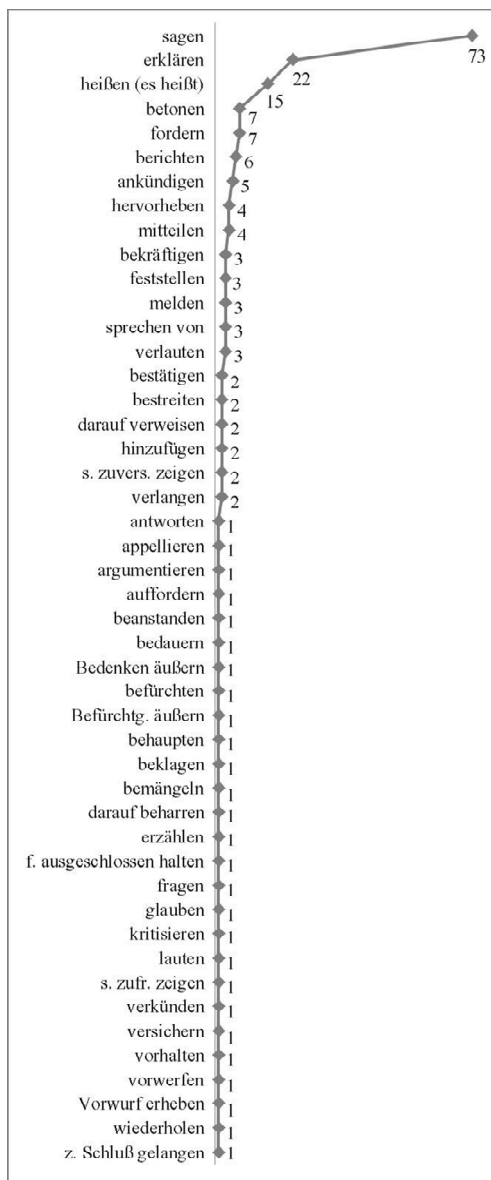 sagen 73
erklären 22
heißen (es heißt) 15
betonen 7
fordern 7
berichten 6
ankündigen 5
hervorheben 4
mitteilen 4
bekräftigen 3
feststellen 3
melden 3
sprechen von 3
verlauten 3
bestätigen 2
bestreiten 2
darauf verweisen 2
hinzufügen 2
s. zuvers. zeigen 2
verlangen 2
antworten 1
appellieren 1
argumentieren 1
auffordern 1
beanstanden 1
bedauern 1
Bedenken äußern 1
befürchten 1
Befürchtg. äußern 1
behaupten 1
beklagen 1
bemängeln 1
darauf beharren 1
erzählen 1
f. ausgeschlossen halten 1
fragen 1
glauben 1
kritisieren 1
lauten 1
s. zufr. zeigen 1
verkünden 1
versichern 1
vorhalten 1
vorwerfen 1
Vorwurf erheben 1
wiederholen 1
z. Schluß gelangen 1